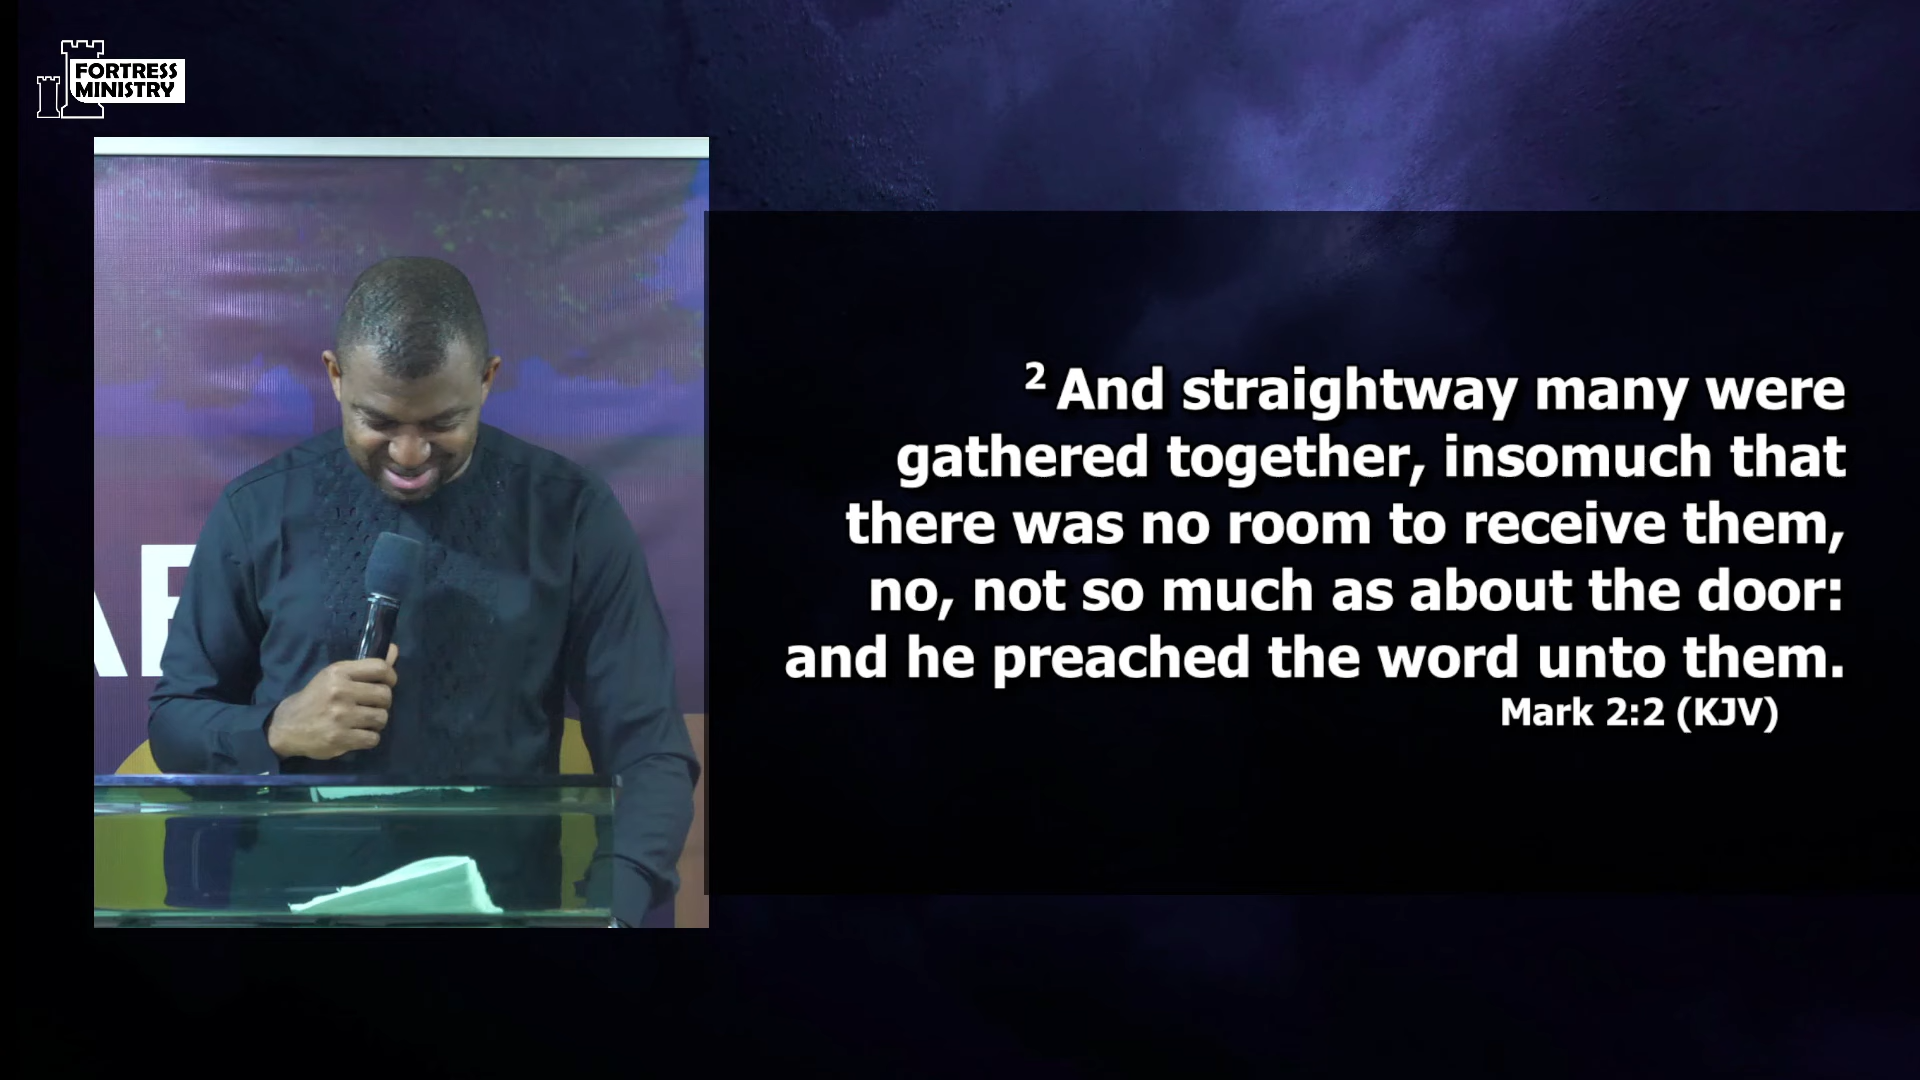 FORTRESS
MINISTRY
2 And straightway many were
gathered together, insomuch that
there was no room to receive them,
no, not so much as about the door:
and he preached the word unto them.
Mark 2:2 (KJV)